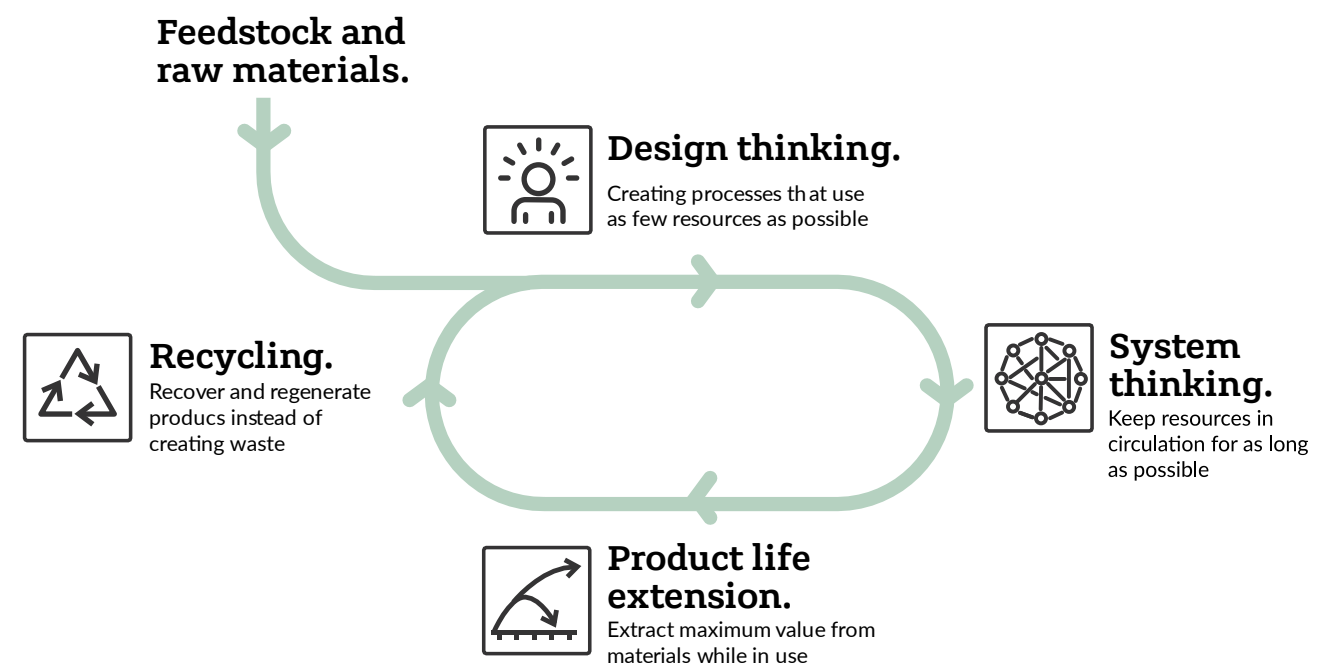 Feedstock and
raw materials.
Design thinking.
Creating processes that use
as few resources as possible
System
thinking.
Keep resources in
circulation for as long
as possible
Product life
extension.
Extract maximum value from
materials while in use
Recycling.
Recover and regenerate
producs instead of
creating waste